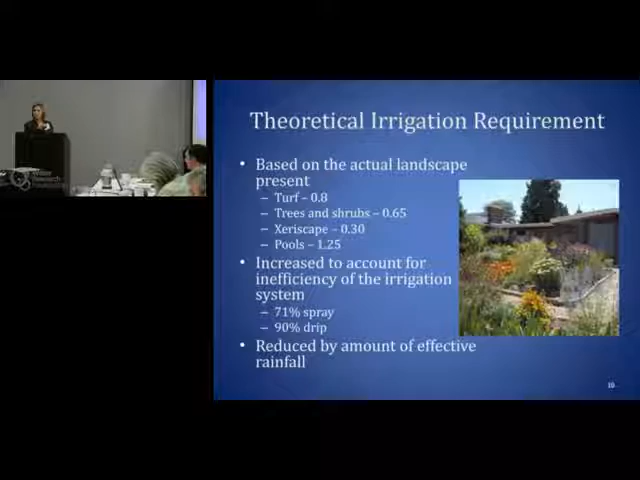 Theoretical Irrigation Requirement
• Based on the actual landscape
present
– Turf – 0.8
– Trees and shrubs – 0.65
– Xeriscape – 0.30
– Pools – 1.25
• Increased to account for
inefficiency of the irrigation
system
– 71% spray
– 90% drip
• Reduced by amount of effective
rainfall
10